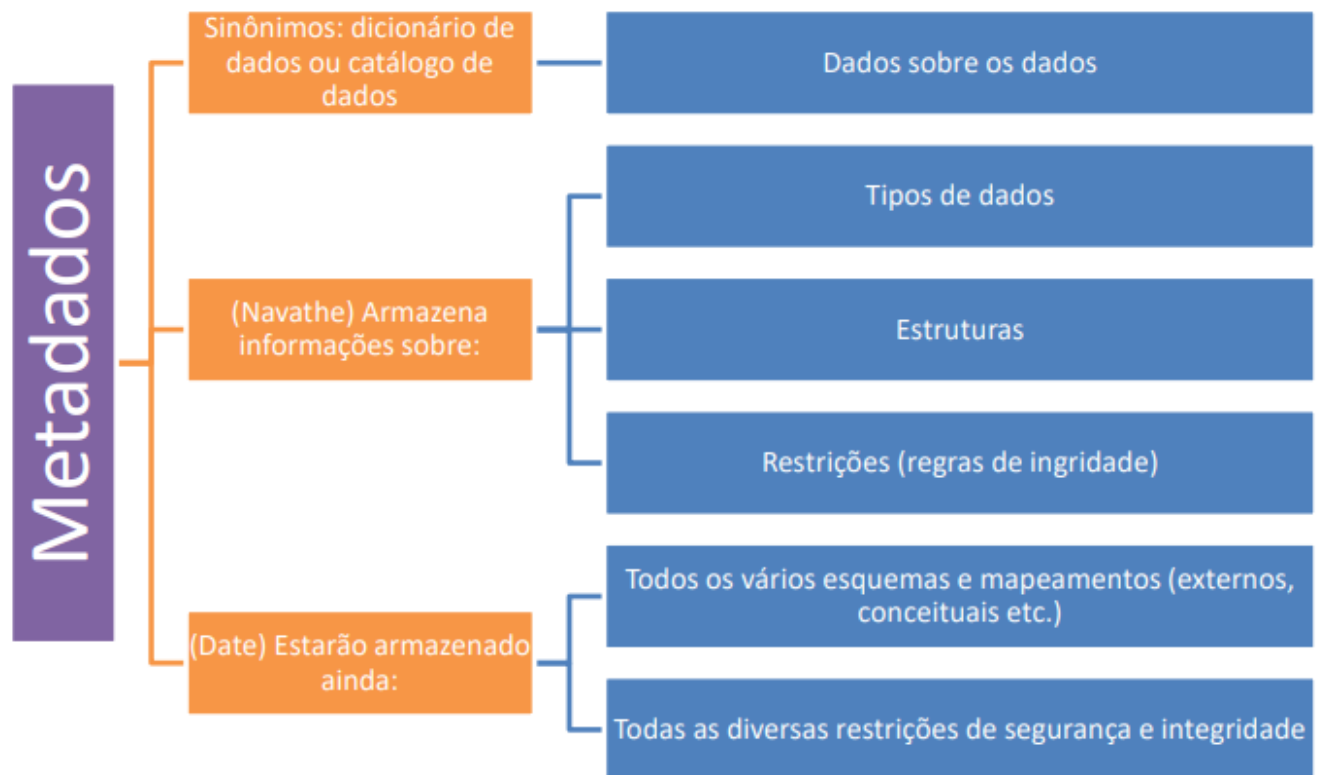 Metadados
Sinônimos: dicionário de
dados ou catálogo de
dados
Dados sobre os dados
(Navathe) Armazena
informações sobre:
Tipos de dados
Estruturas
Restrições (regras de ingridade)
(Date) Estarão armazenado
ainda:
Todos os vários esquemas e mapeamentos (externos,
conceituais etc.)
Todas as diversas restrições de segurança e integridade